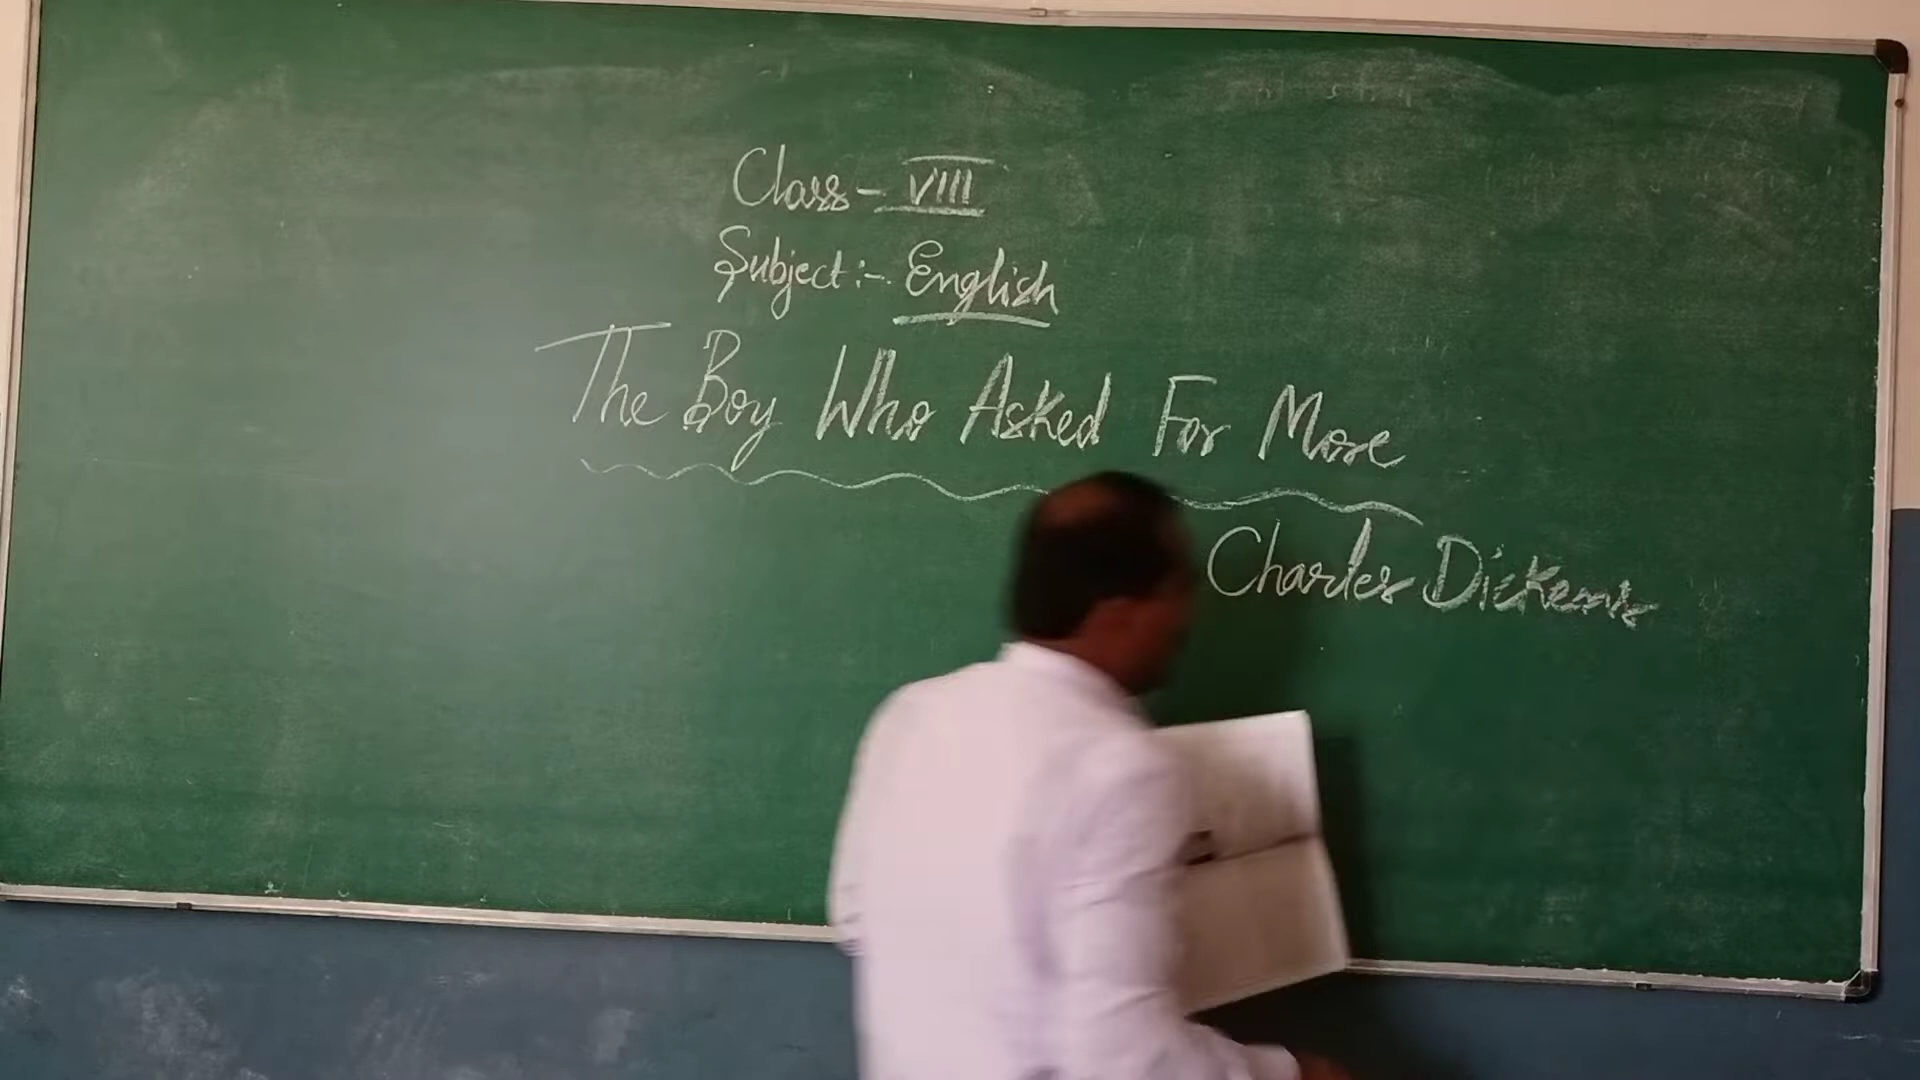 Class - VIII
Subject :- English
The Boy Who Asked For More
Charles Dickens